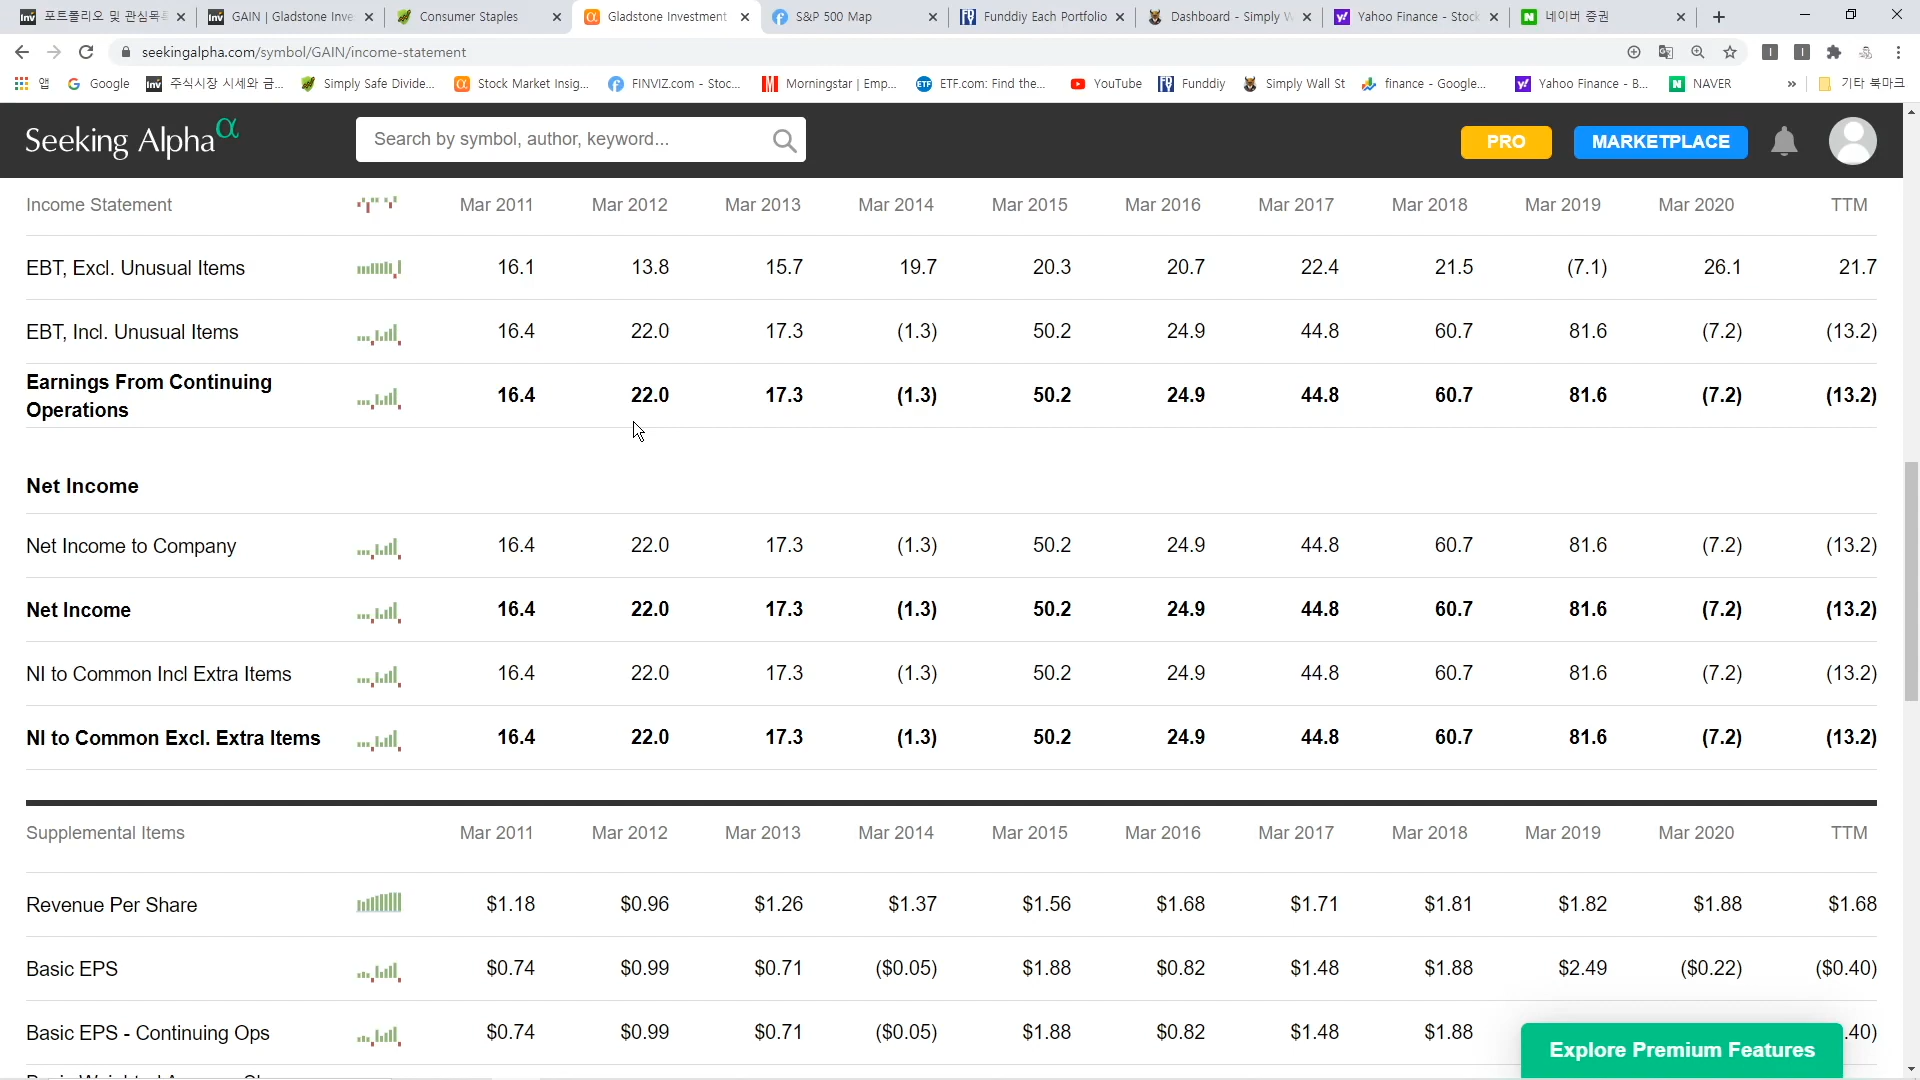 포트폴리오 및 관심목록
GAIN | Gladstone Inve
Consumer Staples
Gladstone Investment
S&P 500 Map
Funddiy Each Portfolio
Dashboard - Simply W
Yahoo Finance - Stock
네이버 증권
seekingalpha.com/symbol/GAIN/income-statement
앱
Google
주식시장 시세와 금...
Simply Safe Divide...
Stock Market Insig...
FINVIZ.com - Stoc...
Morningstar | Emp...
ETF.com: Find the...
YouTube
Funddiy
Simply Wall St
finance - Google...
Yahoo Finance - B...
NAVER
»
기타 북마크
Seeking Alpha α
Search by symbol, author, keyword...
PRO
MARKETPLACE
Income Statement Mar 2011 Mar 2012 Mar 2013 Mar 2014 Mar 2015 Mar 2016 Mar 2017 Mar 2018 Mar 2019 Mar 2020 TTM
EBT, Excl. Unusual Items 16.1 13.8 15.7 19.7 20.3 20.7 22.4 21.5 (7.1) 26.1 21.7
EBT, Incl. Unusual Items 16.4 22.0 17.3 (1.3) 50.2 24.9 44.8 60.7 81.6 (7.2) (13.2)
Earnings From Continuing
Operations 16.4 22.0 17.3 (1.3) 50.2 24.9 44.8 60.7 81.6 (7.2) (13.2)
Net Income
Net Income to Company 16.4 22.0 17.3 (1.3) 50.2 24.9 44.8 60.7 81.6 (7.2) (13.2)
Net Income 16.4 22.0 17.3 (1.3) 50.2 24.9 44.8 60.7 81.6 (7.2) (13.2)
NI to Common Incl Extra Items 16.4 22.0 17.3 (1.3) 50.2 24.9 44.8 60.7 81.6 (7.2) (13.2)
NI to Common Excl. Extra Items 16.4 22.0 17.3 (1.3) 50.2 24.9 44.8 60.7 81.6 (7.2) (13.2)
Supplemental Items Mar 2011 Mar 2012 Mar 2013 Mar 2014 Mar 2015 Mar 2016 Mar 2017 Mar 2018 Mar 2019 Mar 2020 TTM
Revenue Per Share $1.18 $0.96 $1.26 $1.37 $1.56 $1.68 $1.71 $1.81 $1.82 $1.88 $1.68
Basic EPS $0.74 $0.99 $0.71 ($0.05) $1.88 $0.82 $1.48 $1.88 $2.49 ($0.22) ($0.40)
Basic EPS - Continuing Ops $0.74 $0.99 $0.71 ($0.05) $1.88 $0.82 $1.48 $1.88 .40)
Explore Premium Features